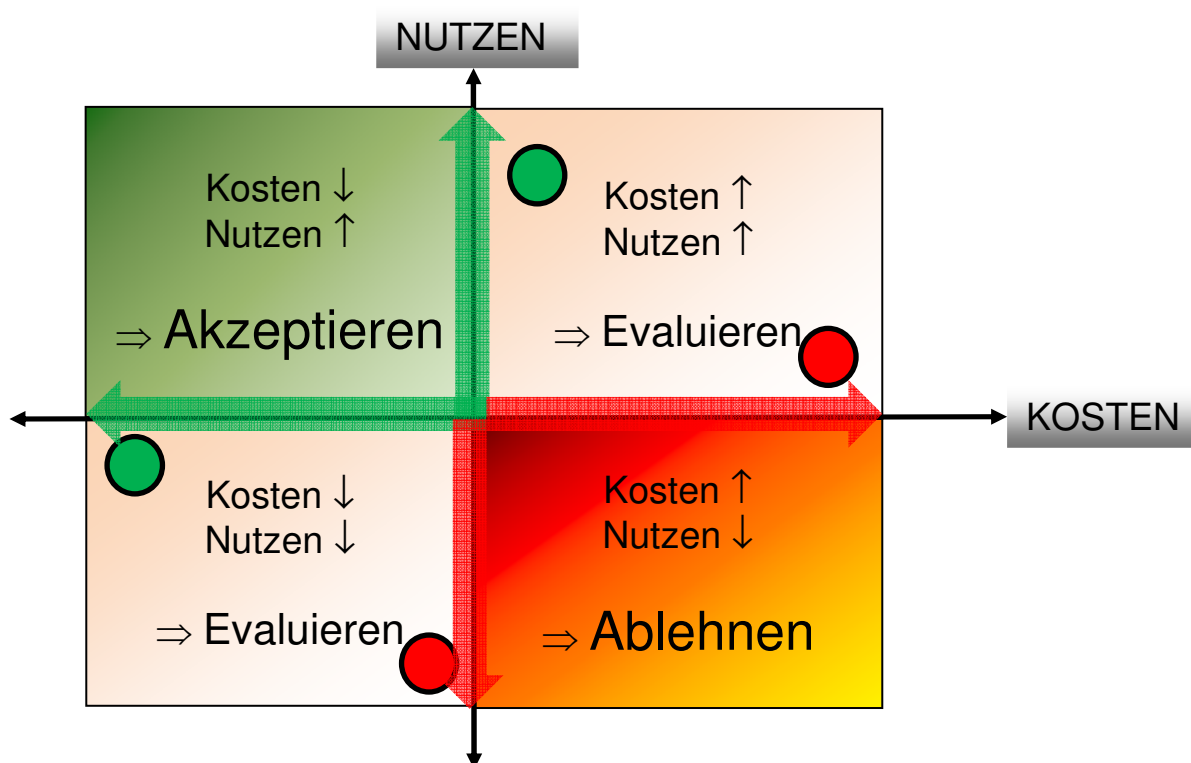 NUTZEN
Kosten ↓
Nutzen ↑
⇒ Akzeptieren
Kosten ↑
Nutzen ↑
⇒ Evaluieren
KOSTEN
Kosten ↓
Nutzen ↓
⇒ Evaluieren
Kosten ↑
Nutzen ↓
⇒ Ablehnen